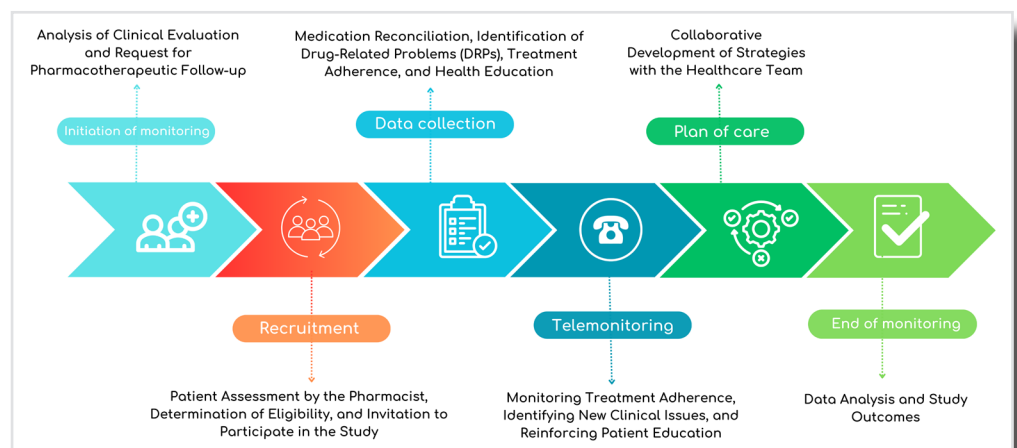 Analysis of Clinical Evaluation
and Request for
Pharmacotherapeutic Follow-up
Initiation of monitoring
Medication Reconciliation, Identification of
Drug-Related Problems (DRPs), Treatment
Adherence, and Health Education
Data collection
Collaborative
Development of Strategies
with the Healthcare Team
Plan of care
Recruitment
Patient Assessment by the Pharmacist,
Determination of Eligibility, and Invitation to
Participate in the Study
Telemonitoring
Monitoring Treatment Adherence,
Identifying New Clinical Issues, and
Reinforcing Patient Education
End of monitoring
Data Analysis and Study
Outcomes